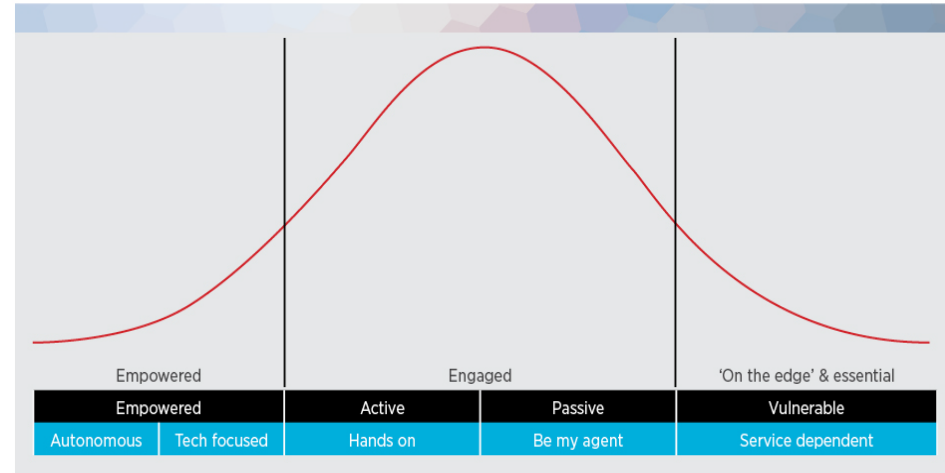 Empowered Engaged 'On the edge' & essential
Empowered Active Passive Vulnerable
Autonomous Tech focused Hands on Be my agent Service dependent